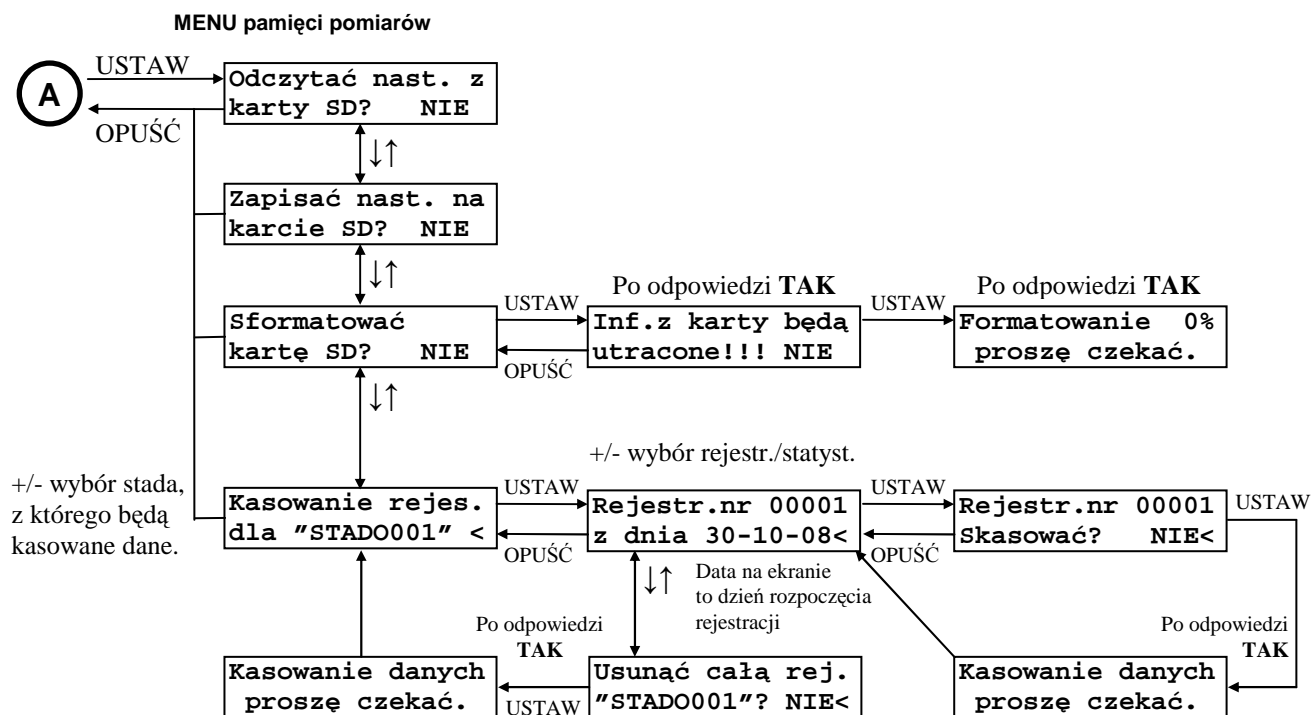 MENU pamięci pomiarów
USTAW
A
OPUŚĆ
Odczytać nast. z
karty SD? NIE
↓↑
Zapisać nast. na
karcie SD? NIE
↓↑
Sformatować
kartę SD? NIE
USTAW
OPUŚĆ
Po odpowiedzi TAK
Inf.z karty będą
utracone!!! NIE
USTAW
Po odpowiedzi TAK
Formatowanie 0%
proszę czekać.
↓↑
+/- wybór stada,
z którego będą
kasowane dane.
Kasowanie rejes.
dla "STADO001" <
USTAW
OPUŚĆ
+/- wybór rejestr./statyst.
Rejestr.nr 00001
z dnia 30-10-08<
USTAW
OPUŚĆ
Rejestr.nr 00001
Skasować? NIE<
USTAW
↓↑
Data na ekranie
to dzień rozpoczęcia
rejestracji
Po odpowiedzi
TAK
Po odpowiedzi
TAK
Kasowanie danych
proszę czekać.
USTAW
Usunąć całą rej.
"STADO001"? NIE<
Kasowanie danych
proszę czekać.